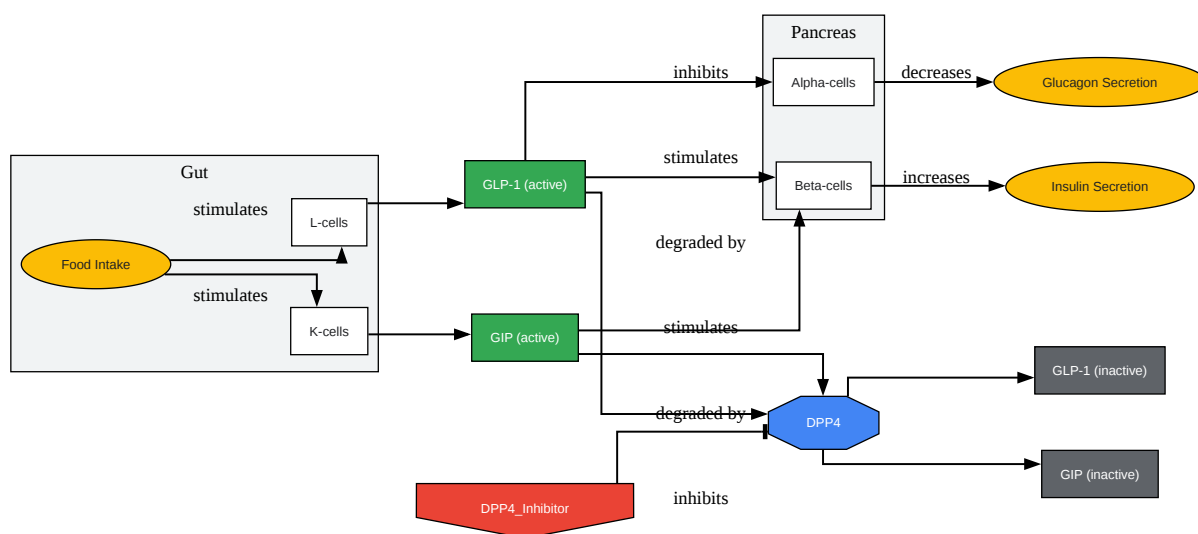 Pancreas
inhibits
Alpha-cells
decreases
Glucagon Secretion
Gut
stimulates
L-cells
GLP-1 (active)
stimulates
Beta-cells
increases
Insulin Secretion
Food Intake
degraded by
stimulates
K-cells
GIP (active)
stimulates
GLP-1 (inactive)
degraded by
DPP4
GIP (inactive)
DPP4_Inhibitor
inhibits